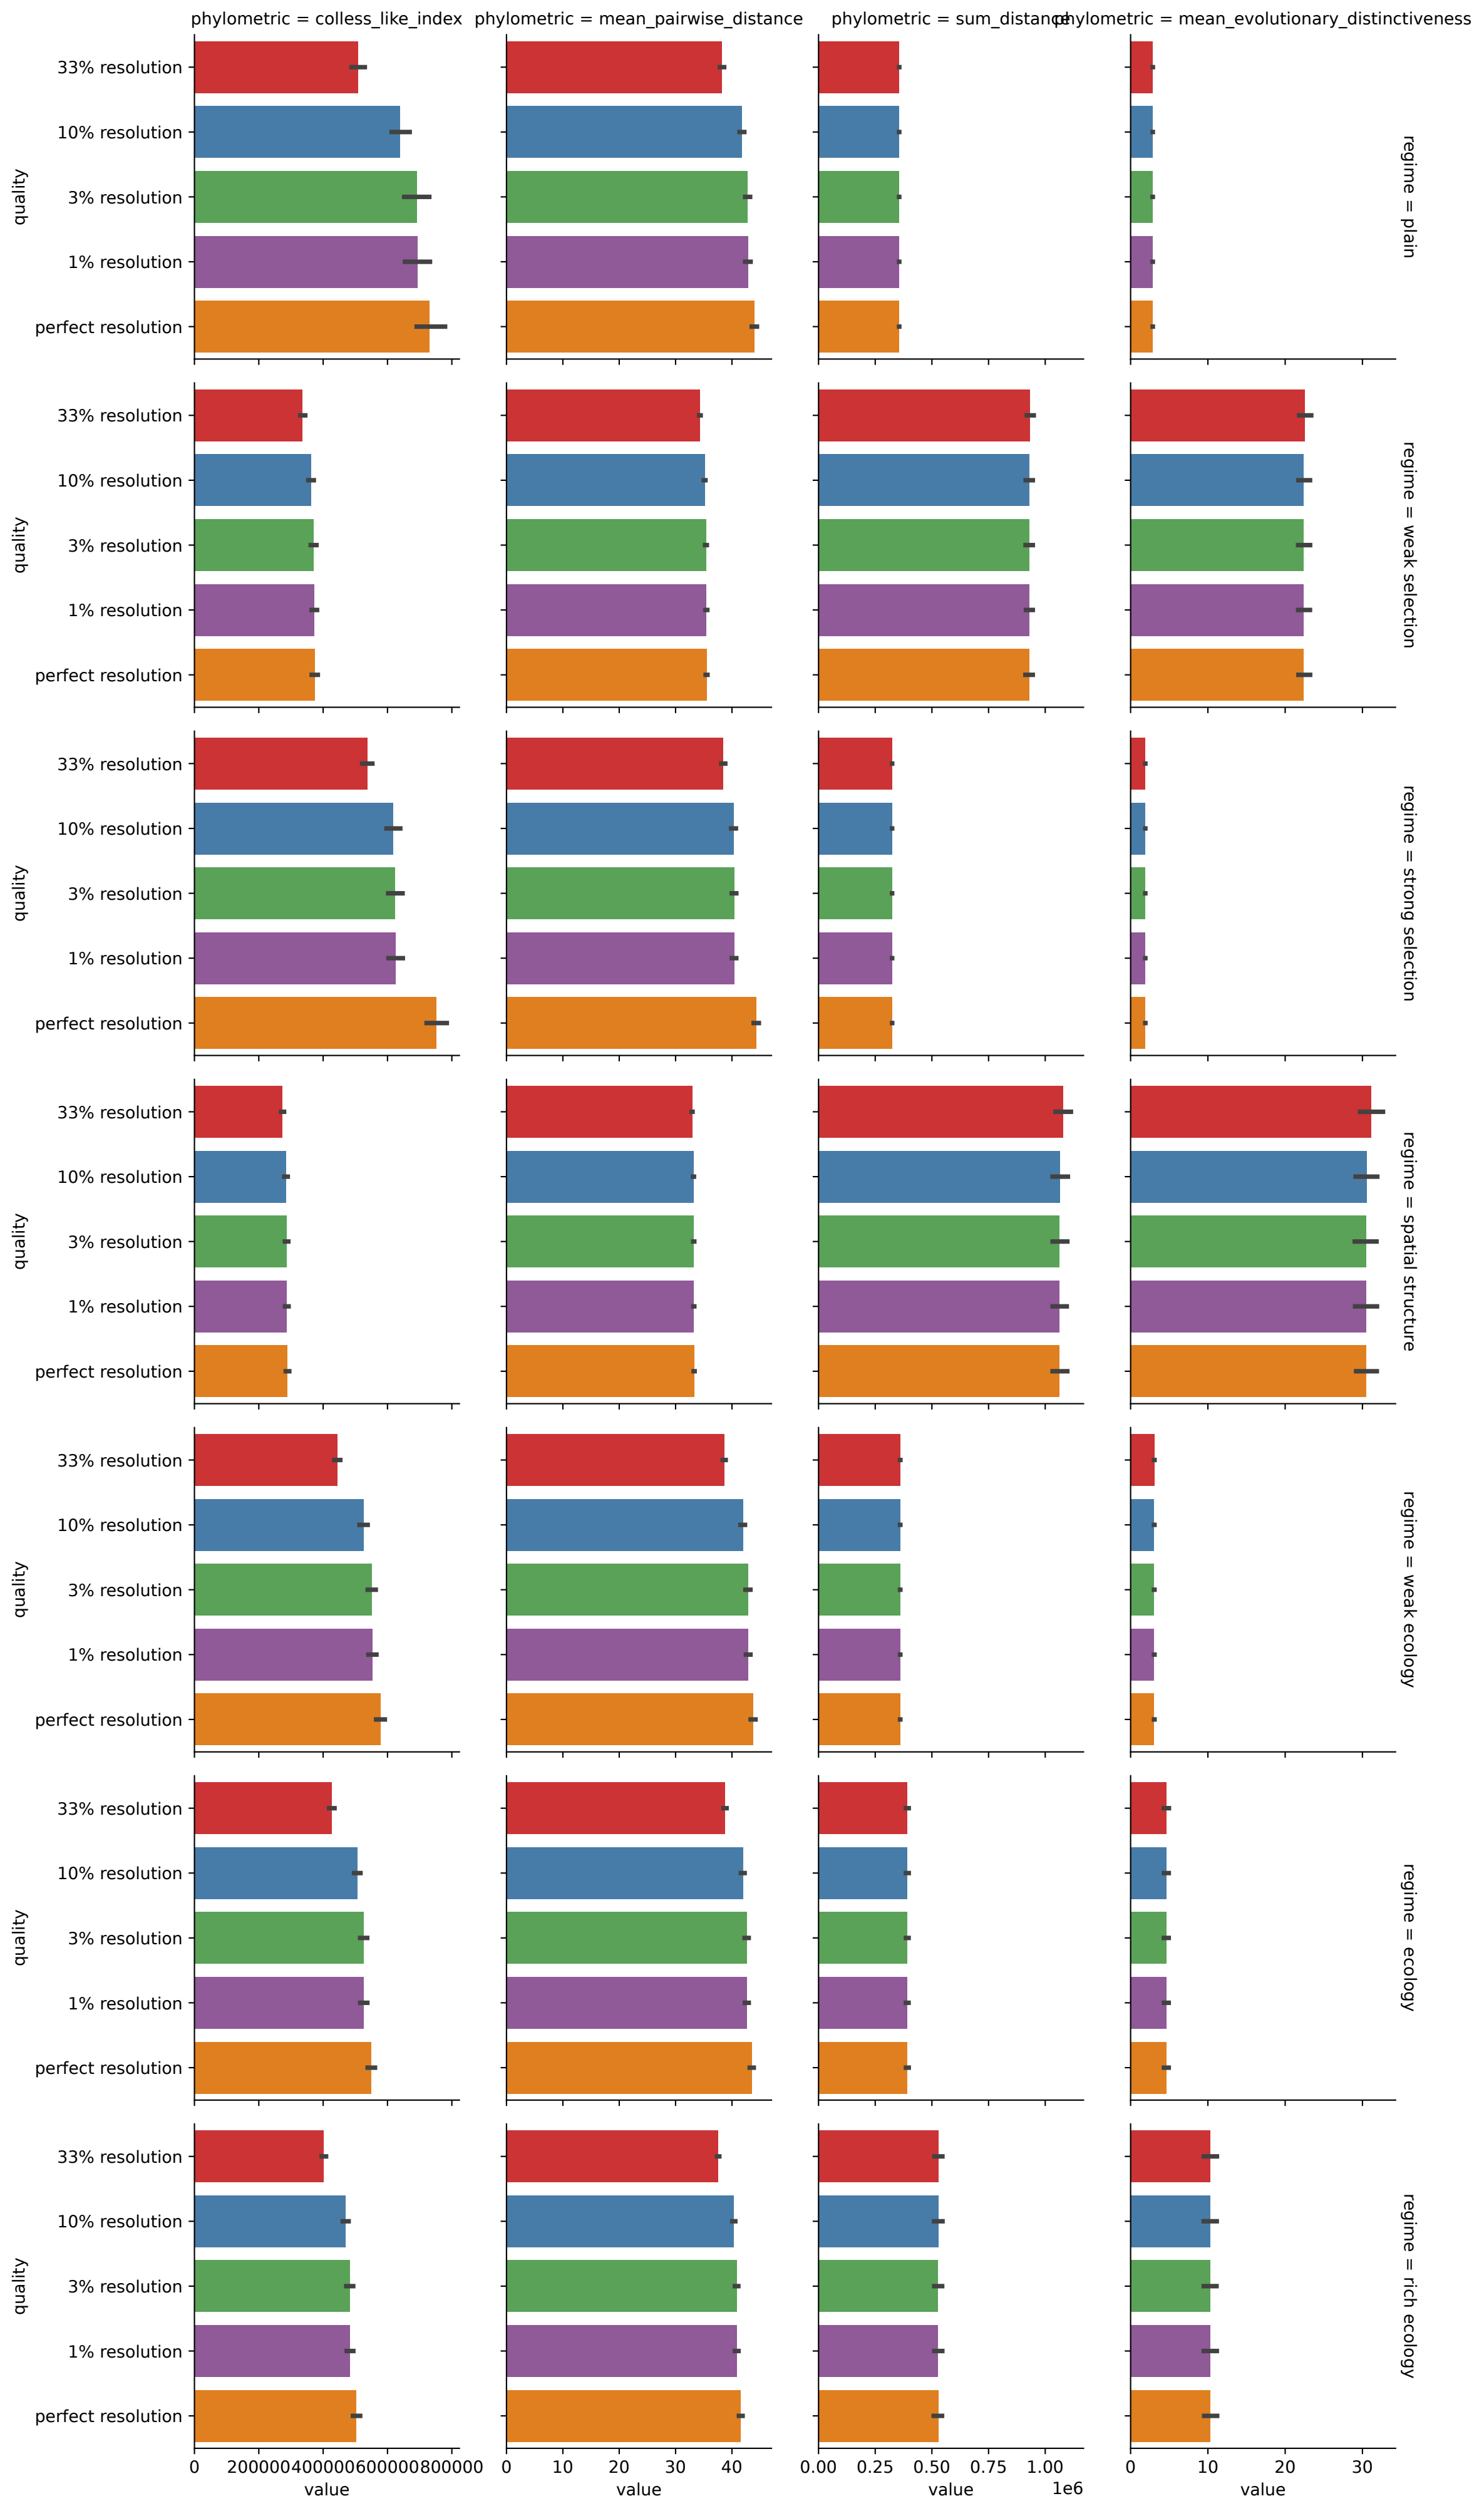 phylometric = colless_like_index
phylometric = mean_pairwise_distance
phylometric = sum_distance
phylometric = mean_evolutionary_distinctiveness
quality
33% resolution
10% resolution
3% resolution
1% resolution
perfect resolution
regime = plain
quality
33% resolution
10% resolution
3% resolution
1% resolution
perfect resolution
regime = weak selection
quality
33% resolution
10% resolution
3% resolution
1% resolution
perfect resolution
regime = strong selection
quality
33% resolution
10% resolution
3% resolution
1% resolution
perfect resolution
regime = spatial structure
quality
33% resolution
10% resolution
3% resolution
1% resolution
perfect resolution
regime = weak ecology
quality
33% resolution
10% resolution
3% resolution
1% resolution
perfect resolution
regime = ecology
quality
33% resolution
10% resolution
3% resolution
1% resolution
perfect resolution
regime = rich ecology
0 200000 400000 600000 800000
value
0 10 20 30 40
value
0.00 0.25 0.50 0.75 1.00
1e6
value
0 10 20 30
value